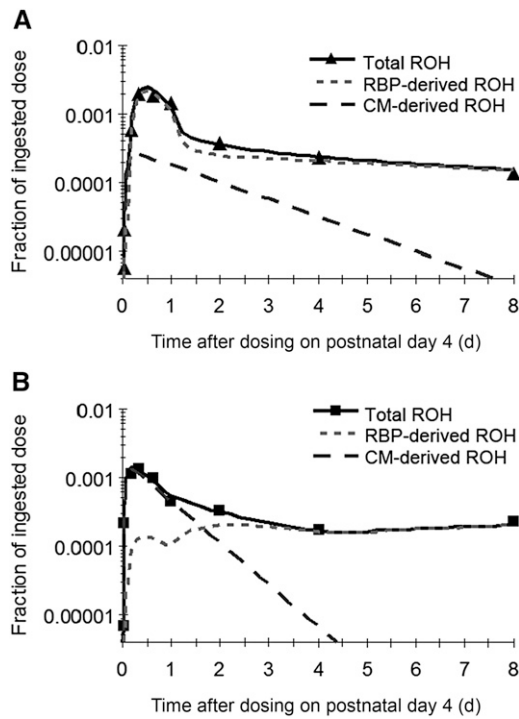 A
0.01
0.001
0.0001
0.00001
Fraction of ingested dose
Total ROH
RBP-derived ROH
CM-derived ROH
0 1 2 3 4 5 6 7 8
Time after dosing on postnatal day 4 (d)
B
0.01
0.001
0.0001
0.00001
Fraction of ingested dose
Total ROH
RBP-derived ROH
CM-derived ROH
0 1 2 3 4 5 6 7 8
Time after dosing on postnatal day 4 (d)